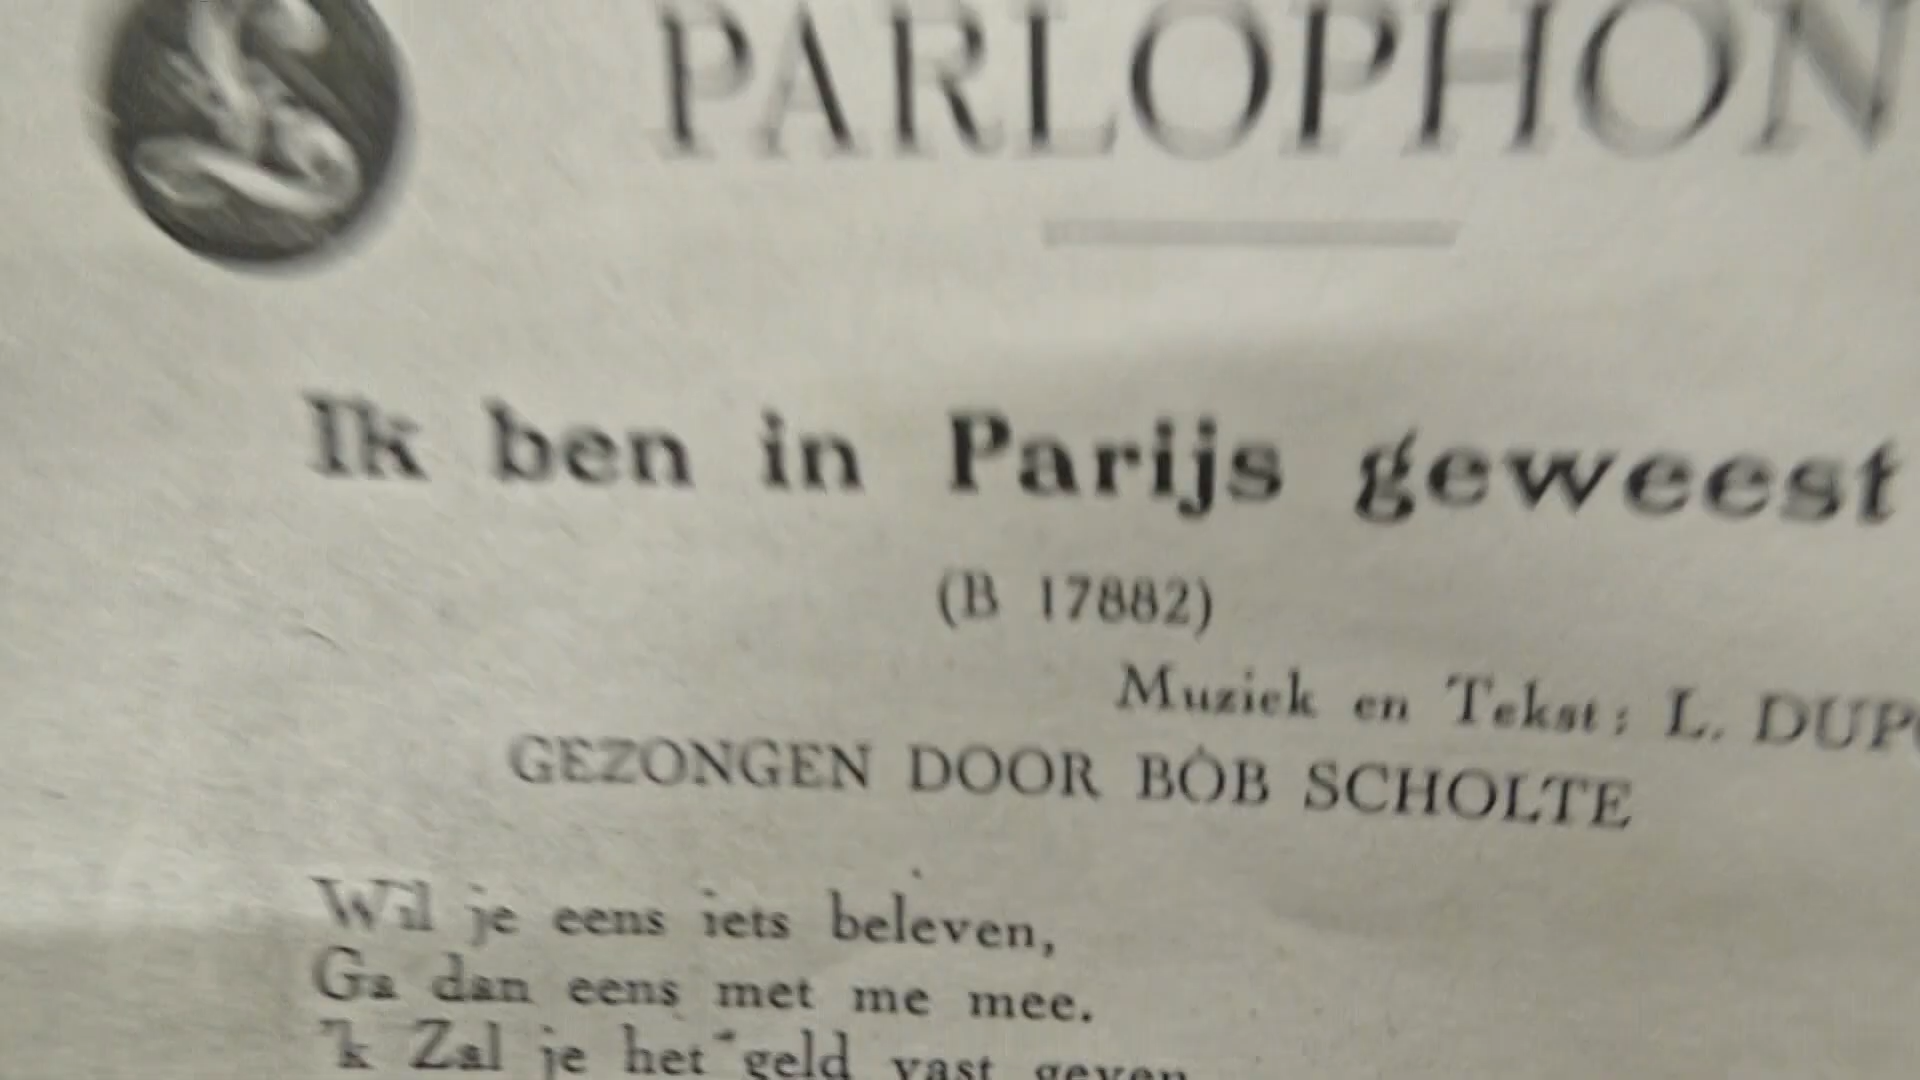 PARLOPHON
Ik ben in Parijs geweest
(B 17882)
Muziek en Tekst: L.
GEZONGEN DOOR BOB SCHOLTE
Wil je eens iets beleven,
Ga dan eens met me mee.
'k Zal je het geld vast geven